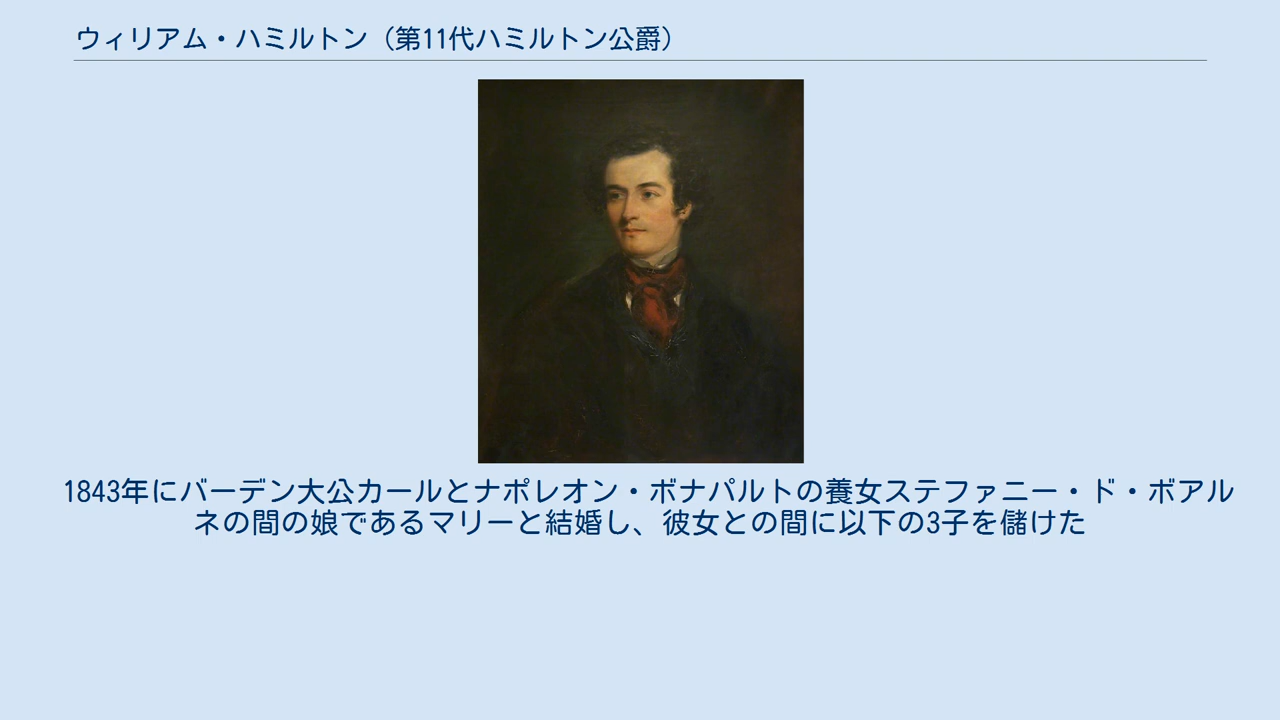 ウィリアム・ハミルトン（第11代ハミルトン公爵）
1843年にバーデン大公カールとナポレオン・ボナパルトの養女ステファニー・ド・ボアル
ネの間の娘であるマリーと結婚し、彼女との間に以下の3子を儲けた